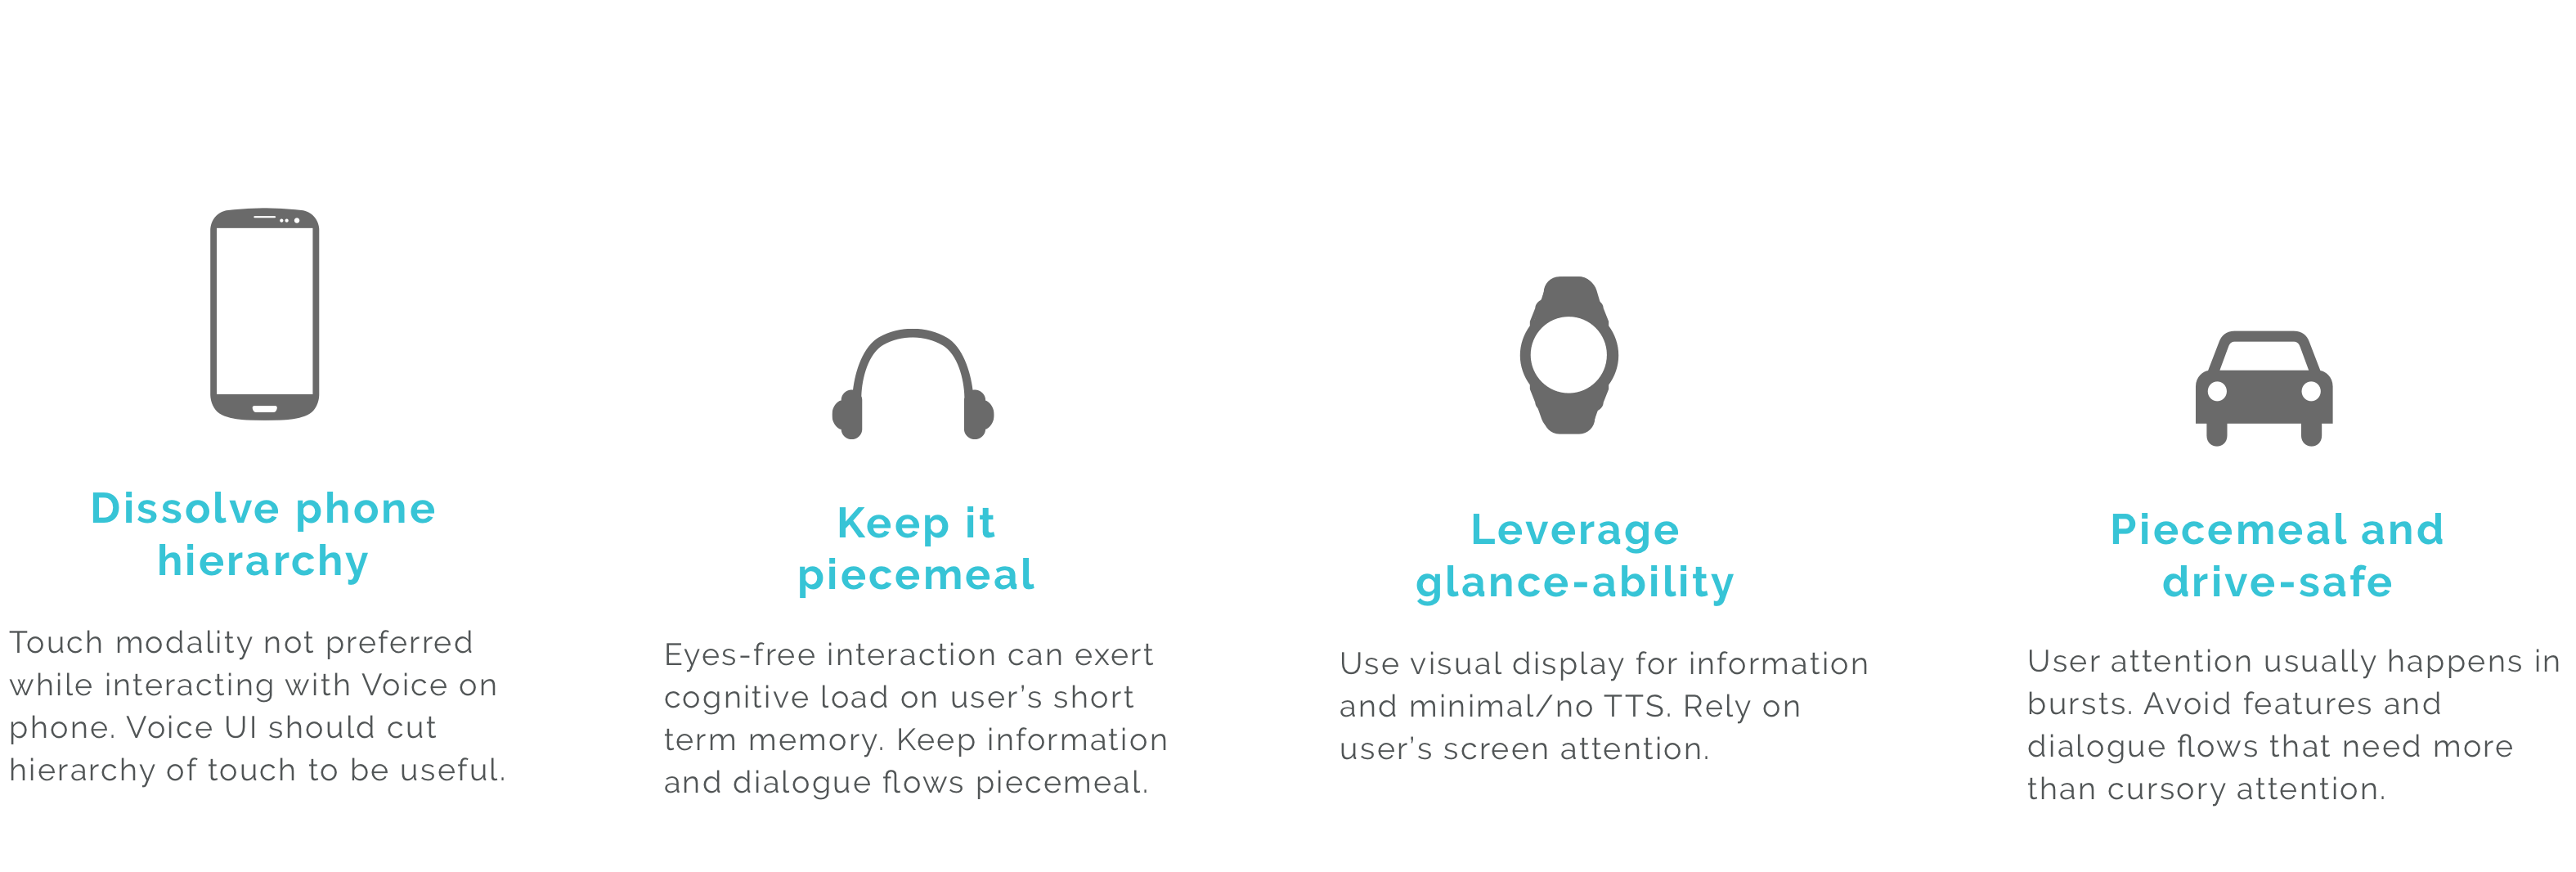 Dissolve phone
hierarchy
Touch modality not preferred
while interacting with Voice on
phone. Voice UI should cut
hierarchy of touch to be useful.
Keep it
piecemeal
Eyes-free interaction can exert
cognitive load on user’s short
term memory. Keep information
and dialogue flows piecemeal.
Leverage
glance-ability
Use visual display for information
and minimal/no TTS. Rely on
user’s screen attention.
Piecemeal and
drive-safe
User attention usually happens in
bursts. Avoid features and
dialogue flows that need more
than cursory attention.